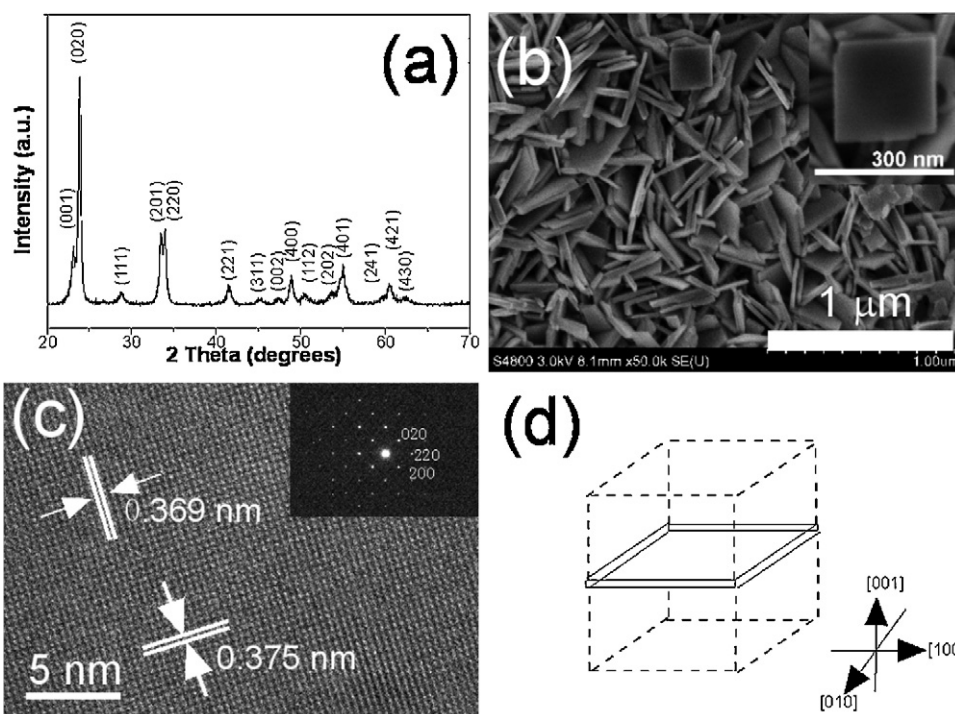 (a)
Intensity (a.u.)
(001)
(020)
(111)
(201)
(220)
(221)
(311)
(002)
(400)
(112)
(202)
(401)
(241)
(421)
(430)
20 30 40 50 60 70
2 Theta (degrees)
(b)
300 nm
1 μm
S4800 3.0kV 8.1mm x50.0k SE(U) 1.00um
(c)
020
220
200
0.369 nm
0.375 nm
5 nm
(d)
[001]
[100
[010]